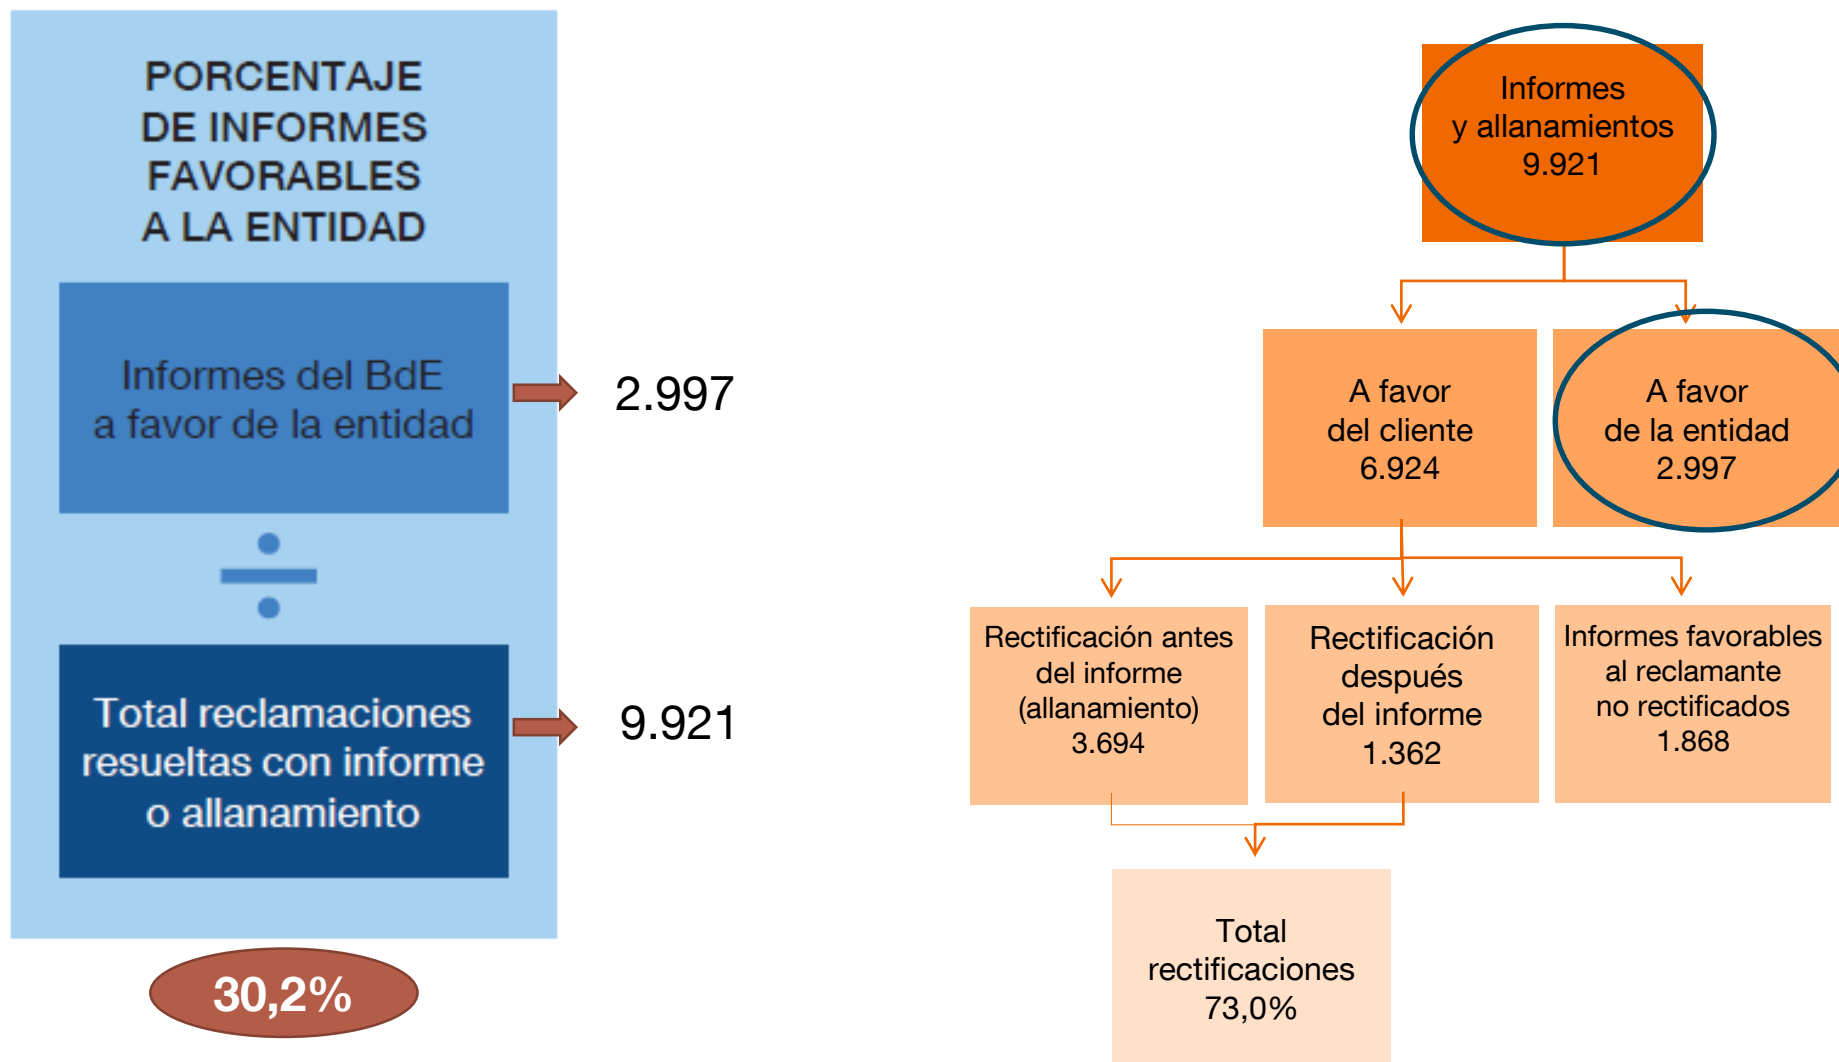 PORCENTAJE
DE INFORMES
FAVORABLES
A LA ENTIDAD
Informes del BdE
a favor de la entidad
2.997
Total reclamaciones
resueltas con informe
o allanamiento
9.921
30,2%
Informes
y allanamientos
9.921
A favor
del cliente
6.924
A favor
de la entidad
2.997
Rectificación antes
del informe
(allanamiento)
3.694
Rectificación
después
del informe
1.362
Informes favorables
al reclamante
no rectificados
1.868
Total
rectificaciones
73,0%